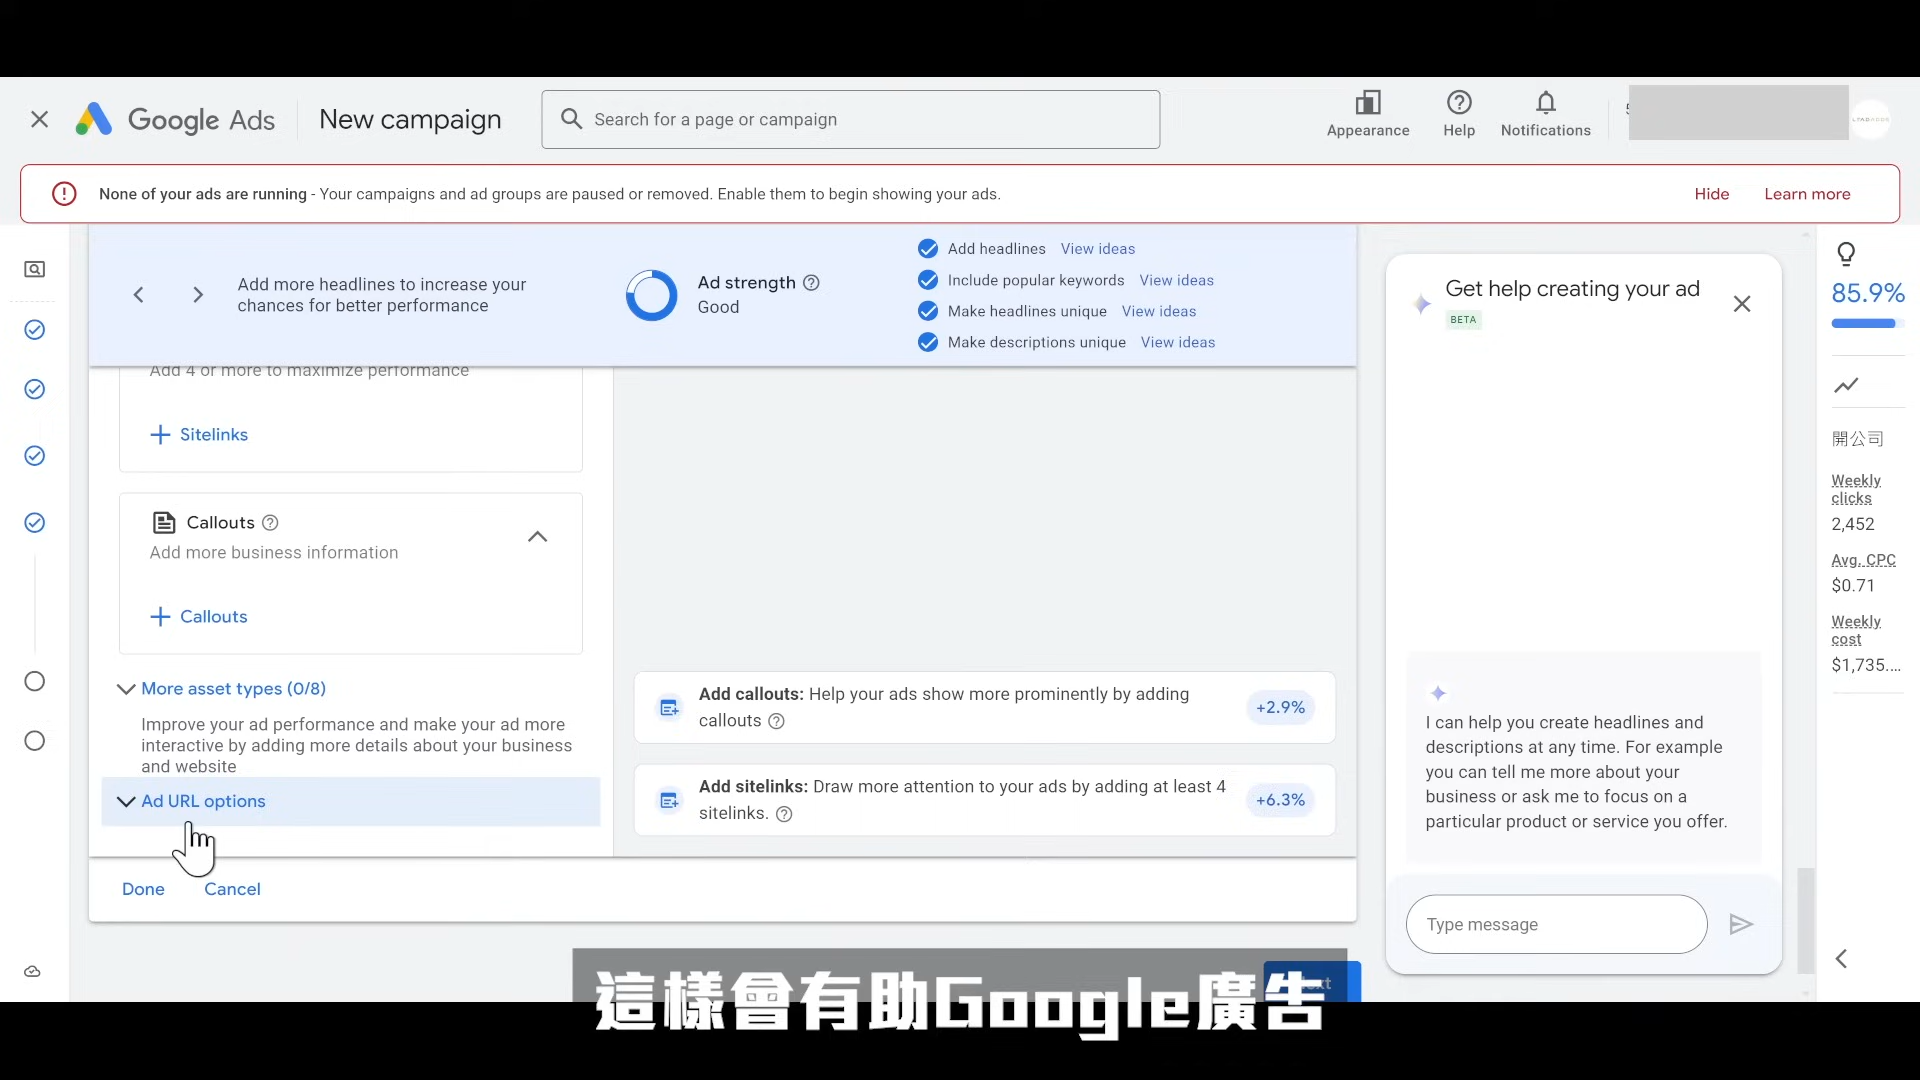 Google Ads
New campaign
Search for a page or campaign
Appearance
Help
Notifications
None of your ads are running - Your campaigns and ad groups are paused or removed. Enable them to begin showing your ads.
Hide
Learn more
Add more headlines to increase your
chances for better performance
Ad strength
Good
Add headlines View ideas
Include popular keywords View ideas
Make headlines unique View ideas
Make descriptions unique View ideas
Add 4 or more to maximize performance
Sitelinks
Callouts
Add more business information
Callouts
More asset types (0/8)
Improve your ad performance and make your ad more
interactive by adding more details about your business
and website
Ad URL options
Done
Cancel
Add callouts: Help your ads show more prominently by adding
callouts
+2.9%
Add sitelinks: Draw more attention to your ads by adding at least 4
sitelinks.
+6.3%
Get help creating your ad
BETA
I can help you create headlines and
descriptions at any time. For example
you can tell me more about your
business or ask me to focus on a
particular product or service you offer.
Type message
85.9%
開公司
Weekly
clicks
2,452
Avg. CPC
$0.71
Weekly
cost
$1,735....
這樣會有助Google廣告